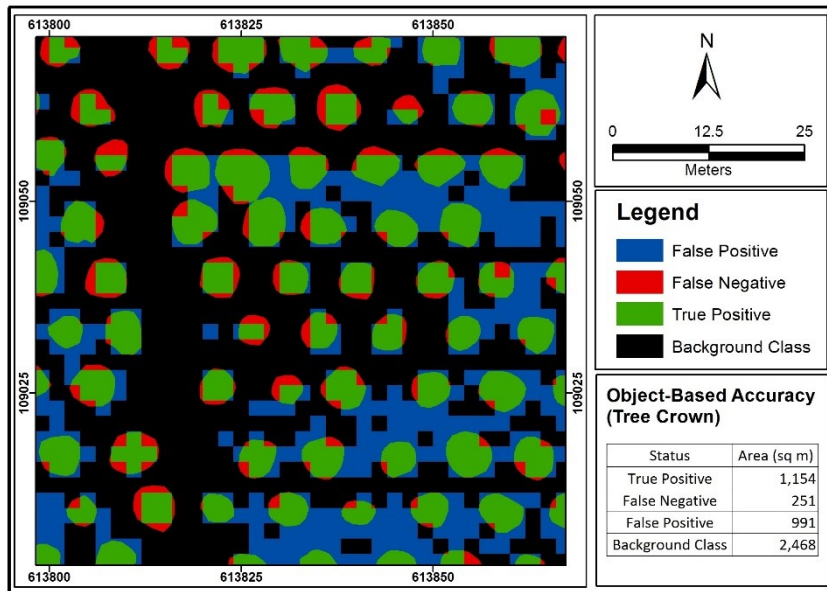 613800 613825 613850
109050
109025
109050
109025
613800 613825 613850
N
0 12.5 25
Meters
Legend
False Positive
False Negative
True Positive
Background Class
Object-Based Accuracy
(Tree Crown)
Status Area (sq m)
True Positive 1,154
False Negative 251
False Positive 991
Background Class 2,468